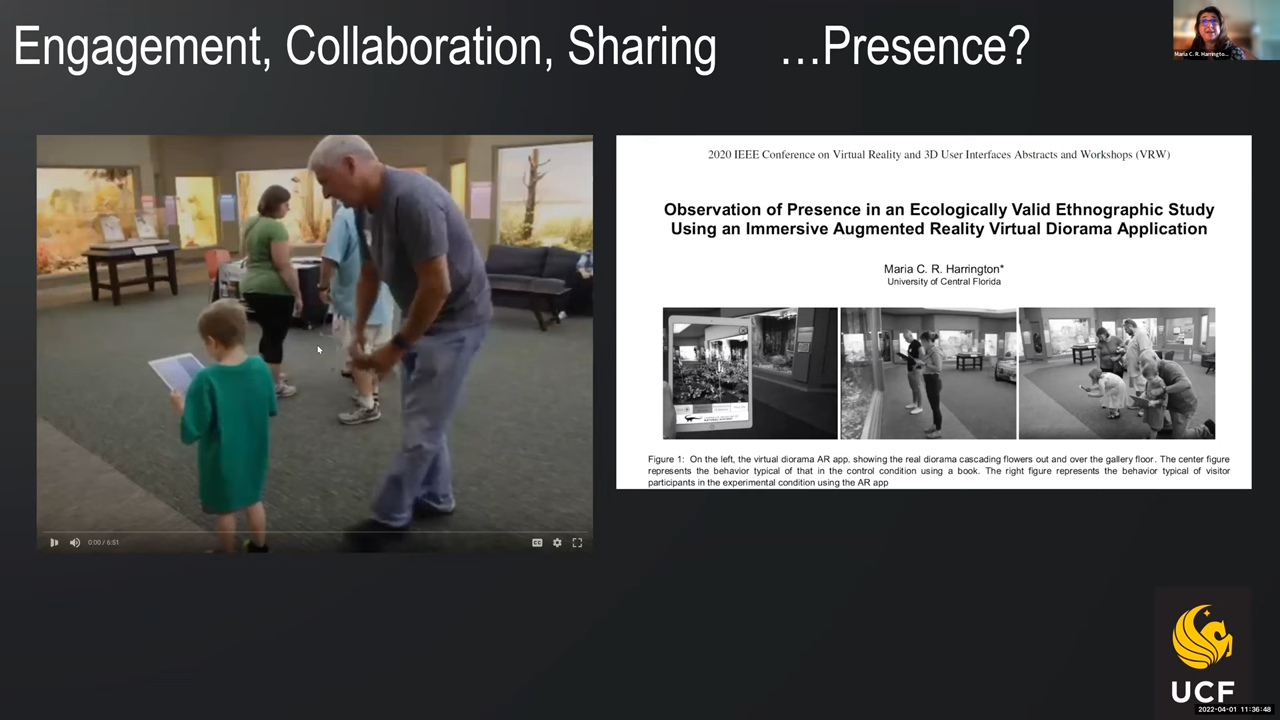 Engagement, Collaboration, Sharing …Presence?
Maria C. R. Harringto...
2020 IEEE Conference on Virtual Reality and 3D User Interfaces Abstracts and Workshops (VRW)
Observation of Presence in an Ecologically Valid Ethnographic Study
Using an Immersive Augmented Reality Virtual Diorama Application
Maria C. R. Harrington*
University of Central Florida
Figure 1: On the left, the virtual diorama AR app. showing the real diorama cascading flowers out and over the gallery floor. The center figure
represents the behavior typical of that in the control condition using a book. The right figure represents the behavior typical of visitor
participants in the experimental condition using the AR app
0:00 / 6:51
CC
UCF
2022-04-01 11:36:48